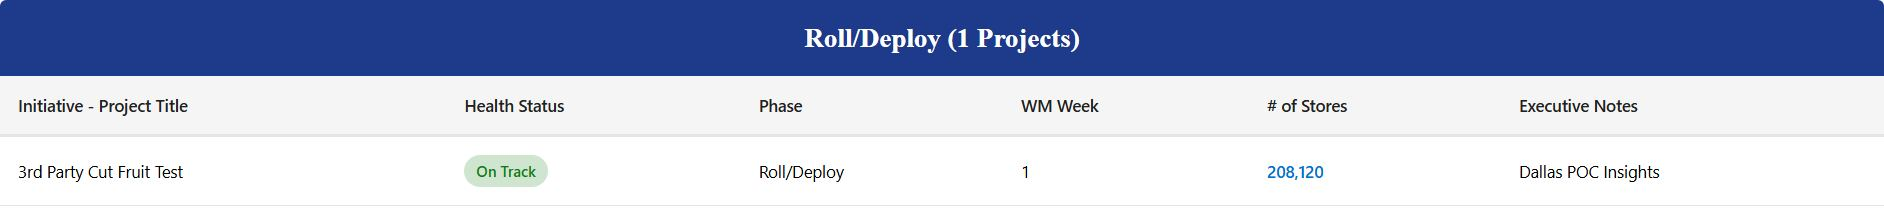 Roll/Deploy (1 Projects)
Initiative - Project Title Health Status Phase WM Week # of Stores Executive Notes
3rd Party Cut Fruit Test On Track Roll/Deploy 1 208,120 Dallas POC Insights